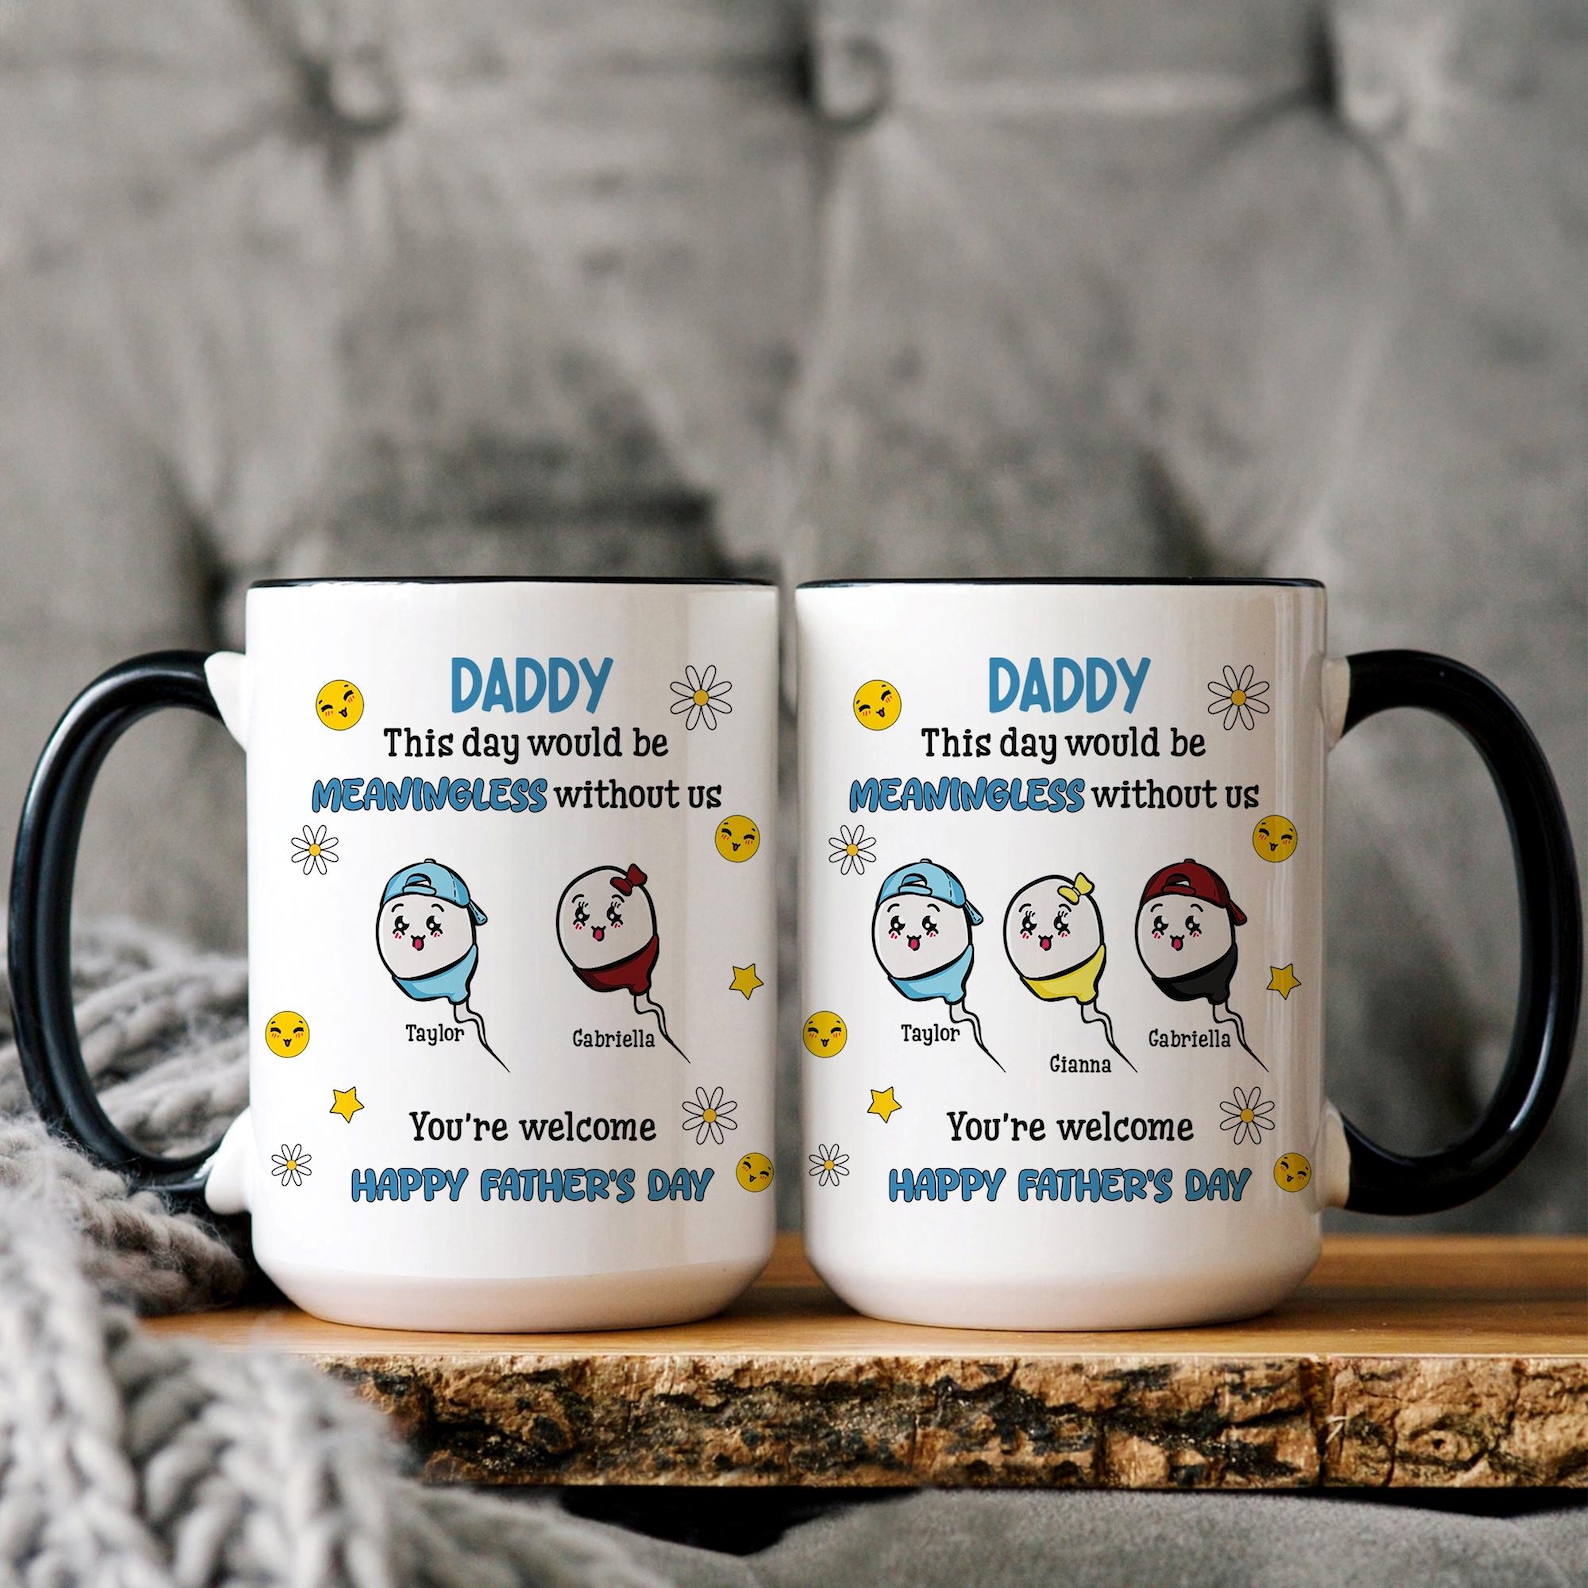 DADDY
This day would be
MEANINGLESS without us
Taylor
Gabriella
You're welcome
HAPPY FATHER'S DAY
DADDY
This day would be
MEANINGLESS without us
Taylor
Gianna
Gabriella
You're welcome
HAPPY FATHER'S DAY